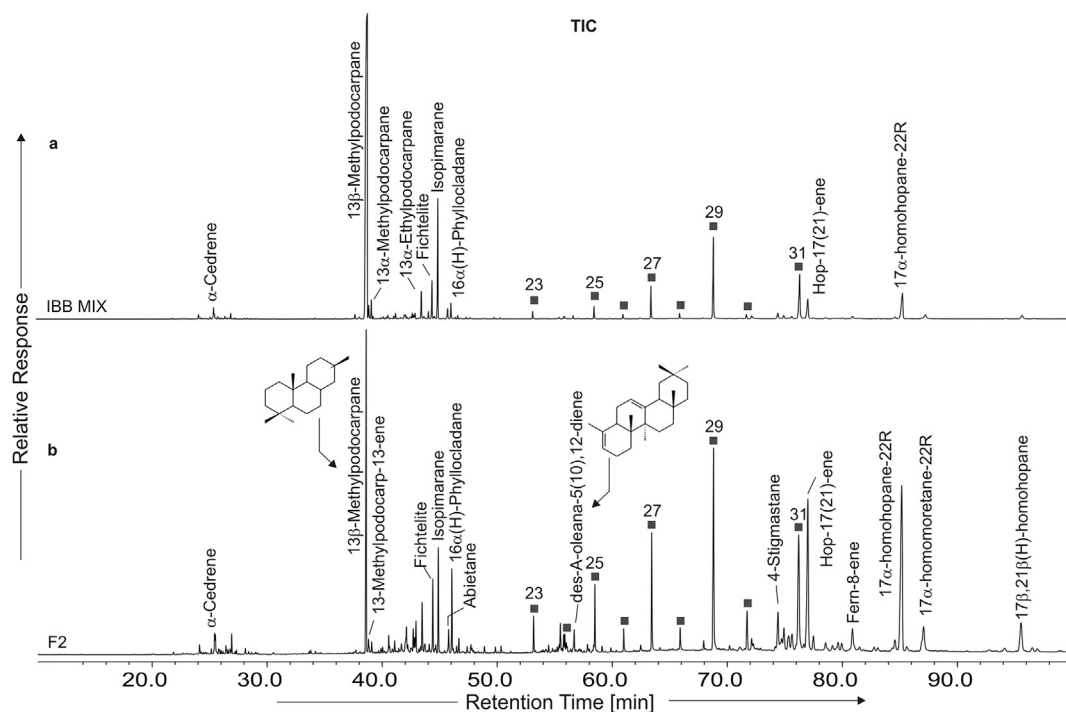 TIC
Relative Response
a
IBB MIX
α-Cedrene
13β-Methylpodocarpane
13α-Methylpodocarpane
13α-Ethylpodocarpane
Fichtelite
Isopimarane
16α(H)-Phyllocladane
23
25
27
29
31
Hop-17(21)-ene
17α-homohopane-22R
b
F2
α-Cedrene
13β-Methylpodocarpane
13-Methylpodocarp-13-ene
Fichtelite
Isopimarane
16α(H)-Phyllocladane
Abietane
23
des-A-oleana-5(10),12-diene
25
27
29
4-Stigmastane
31
Hop-17(21)-ene
Fern-8-ene
17α-homohopane-22R
17α-homomoretane-22R
17β,21β(H)-homohopane
20.0 30.0 40.0 50.0 60.0 70.0 80.0 90.0
Retention Time [min]